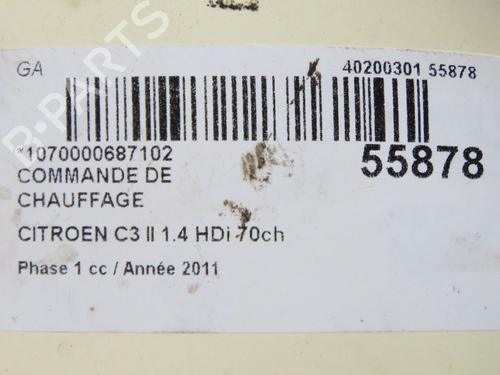 GA
40200301 55878
*1070000687102
55878
COMMANDE DE
CHAUFFAGE
CITROEN C3 II 1.4 HDi 70ch
Phase 1 cc / Année 2011
B-PARTS